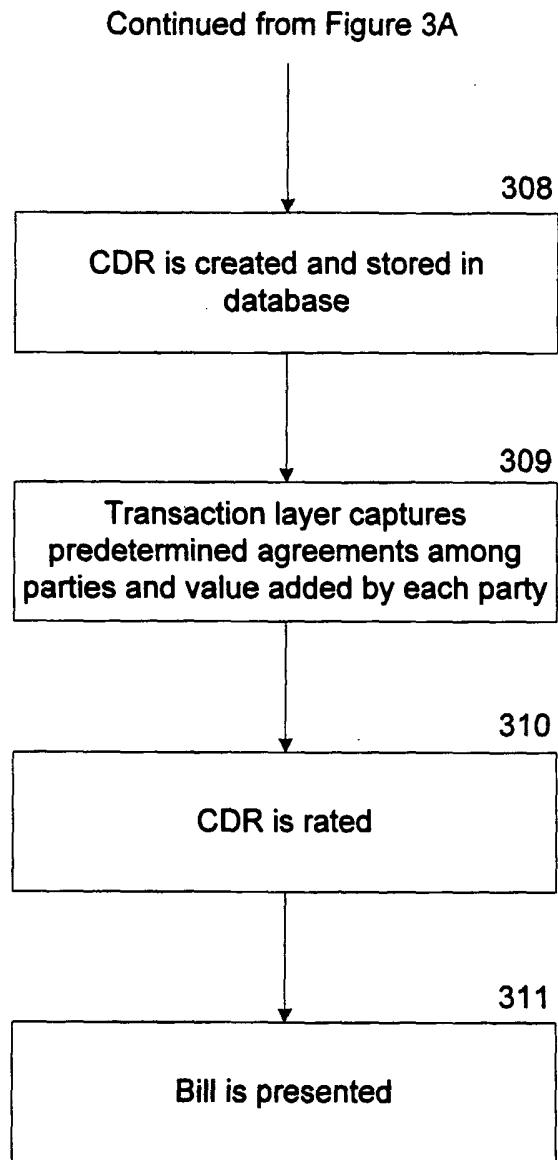 Continued from Figure 3A
308
CDR is created and stored in
database
309
Transaction layer captures
predetermined agreements among
parties and value added by each party
310
CDR is rated
311
Bill is presented